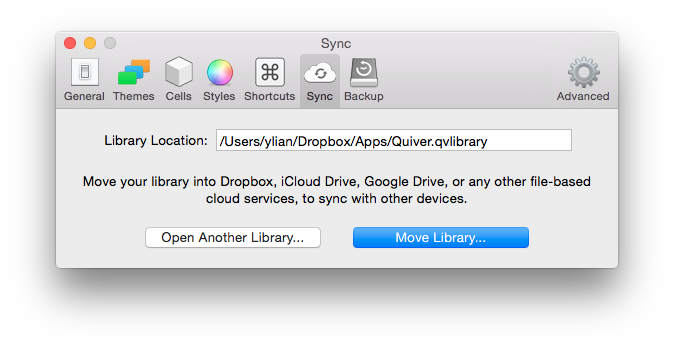 Sync
General Themes Cells Styles Shortcuts Sync Backup Advanced
Library Location: /Users/ylian/Dropbox/Apps/Quiver.qvlibrary
Move your library into Dropbox, iCloud Drive, Google Drive, or any other file-based
cloud services, to sync with other devices.
Open Another Library... Move Library...